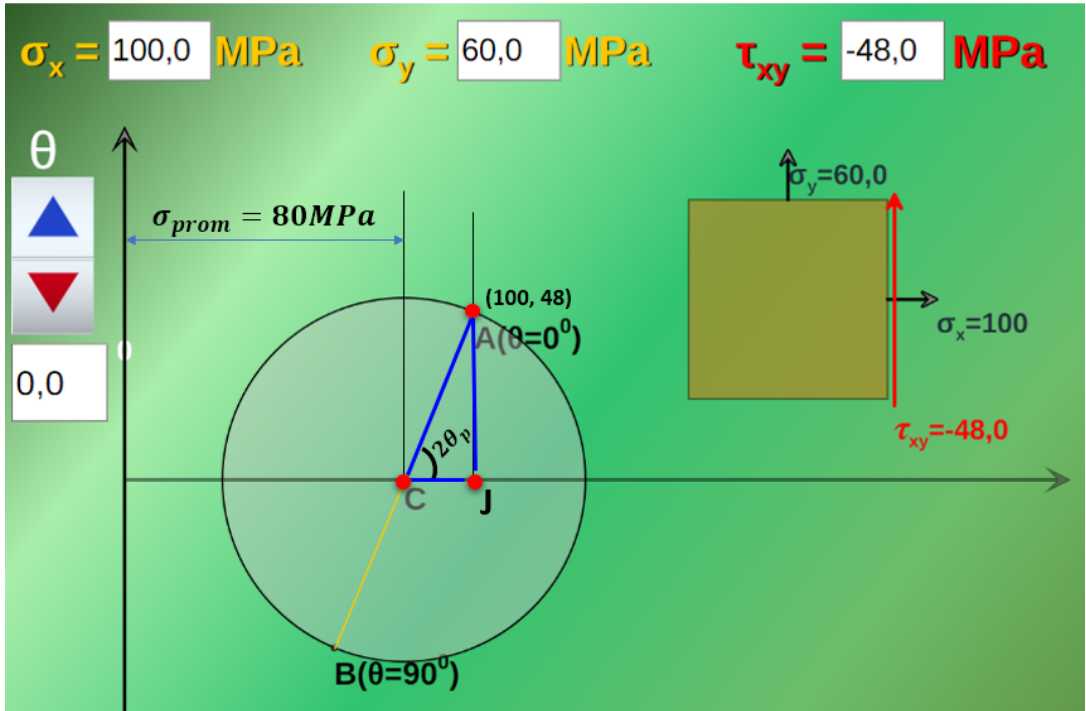 σx = 100,0 MPa σy = 60,0 MPa τxy = -48,0 MPa
θ
σy=60,0
σprom = 80MPa
(100, 48)
A(θ=0⁰)
σx=100
0
0,0
2θp
τxy=-48,0
C
J
B(θ=90⁰)